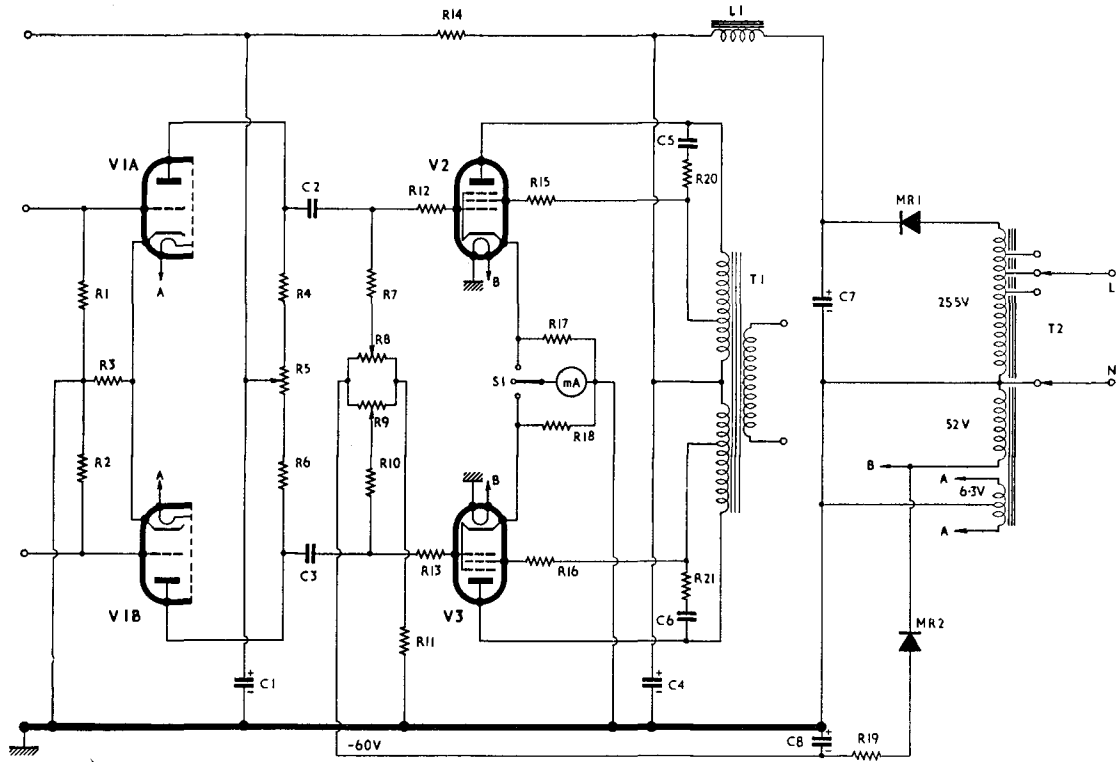 L1
R14
V1A
V2
C5
C2
R12
R15
R20
MR1
A
B
T1
L
R1
R4
R7
C7
255V
T2
R17
R3
R8
R5
S1
mA
N
R9
R18
52V
R2
R6
R10
A
B
B
A
6·3V
A
C3
R13
R16
R21
V1B
V3
C6
MR2
R11
C1
C4
-60V
C8
R19
+
-
+
-
+
-
+
-